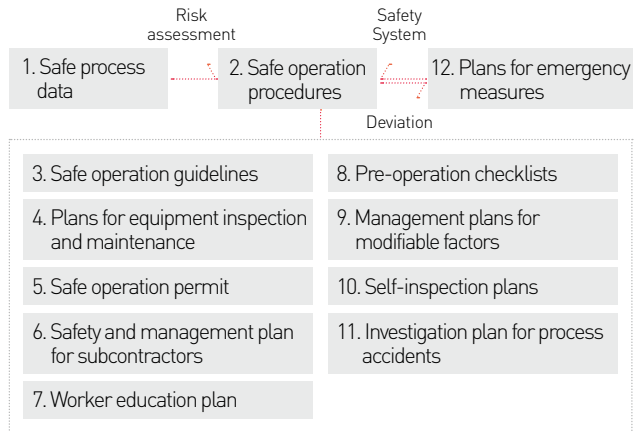 Risk
assessment
Safety
System
1. Safe process
data
2. Safe operation
procedures
12. Plans for emergency
measures
Deviation
3. Safe operation guidelines
4. Plans for equipment inspection
and maintenance
5. Safe operation permit
6. Safety and management plan
for subcontractors
7. Worker education plan
8. Pre-operation checklists
9. Management plans for
modifiable factors
10. Self-inspection plans
11. Investigation plan for process
accidents